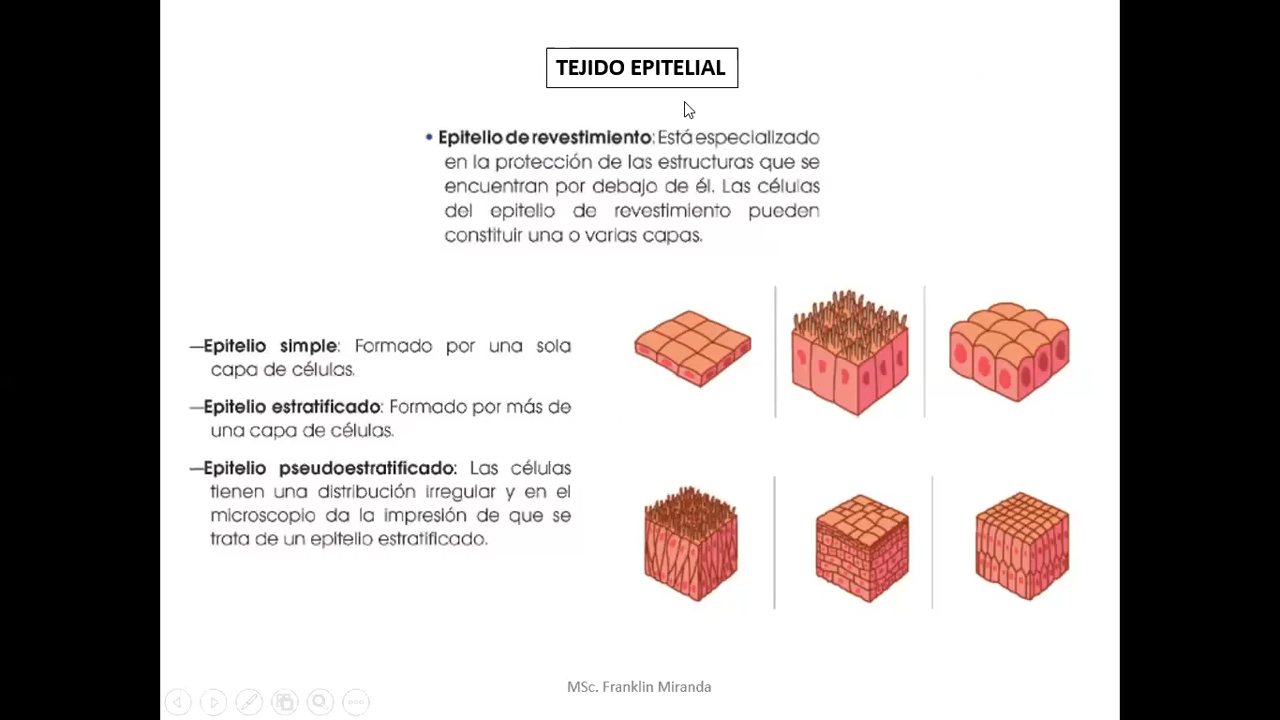 TEJIDO EPITELIAL
• Epitelio de revestimiento: Está especializado
en la protección de las estructuras que se
encuentran por debajo de él. Las células
del epitelio de revestimiento pueden
constituir una o varias capas.
—Epitelio simple: Formado por una sola
capa de células.
—Epitelio estratificado: Formado por más de
una capa de células.
—Epitelio pseudoestratificado: Las células
tienen una distribución irregular y en el
microscopio da la impresión de que se
trata de un epitelio estratificado.
MSc. Franklin Miranda